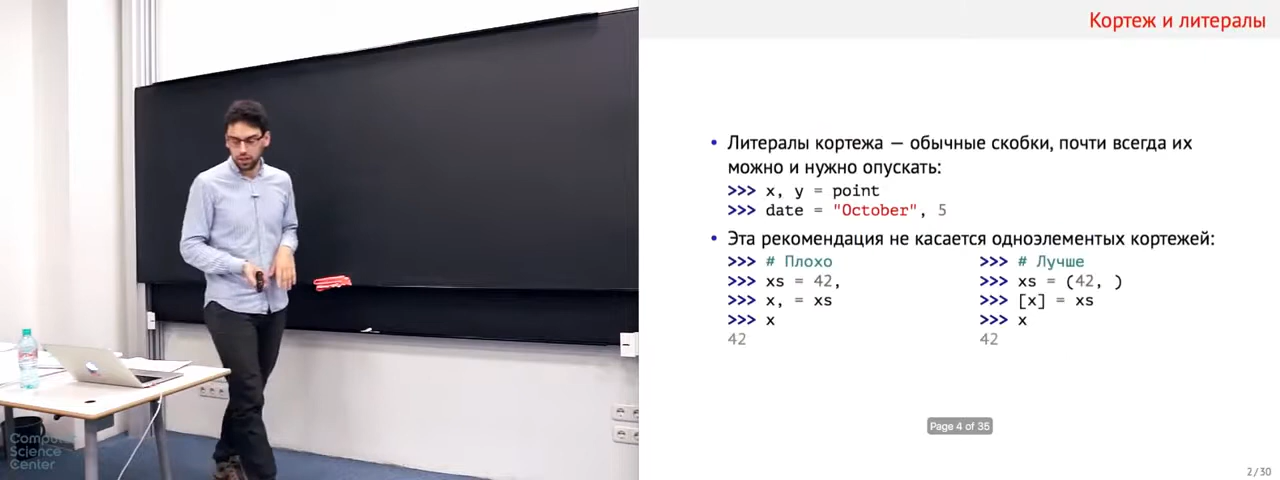 Кортеж и литералы
• Литералы кортежа — обычные скобки, почти всегда их
можно и нужно опускать:
>>> x, y = point
>>> date = "October", 5
• Эта рекомендация не касается одноэлементых кортежей:
>>> # Плохо
>>> xs = 42,
>>> x, = xs
>>> x
42
>>> # Лучше
>>> xs = (42, )
>>> [x] = xs
>>> x
42
Page 4 of 35
2 / 30
Computer
Science
Center